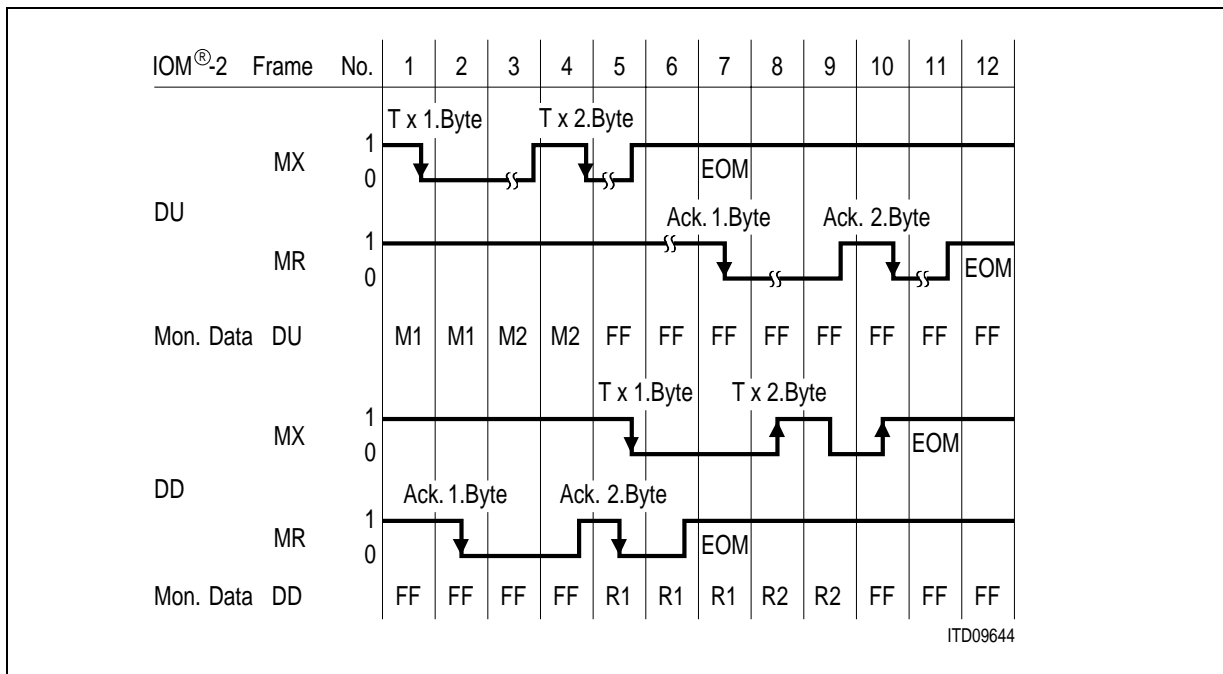 IOM®-2 Frame No. 1 2 3 4 5 6 7 8 9 10 11 12
T x 1.Byte T x 2.Byte
1
MX EOM
0
DU
Ack. 1.Byte Ack. 2.Byte
1
MR EOM
0
Mon. Data DU M1 M1 M2 M2 FF FF FF FF FF FF FF FF
T x 1.Byte T x 2.Byte
1
MX EOM
0
DD
Ack. 1.Byte Ack. 2.Byte
1
MR EOM
0
Mon. Data DD FF FF FF FF R1 R1 R1 R2 R2 FF FF FF
ITD09644